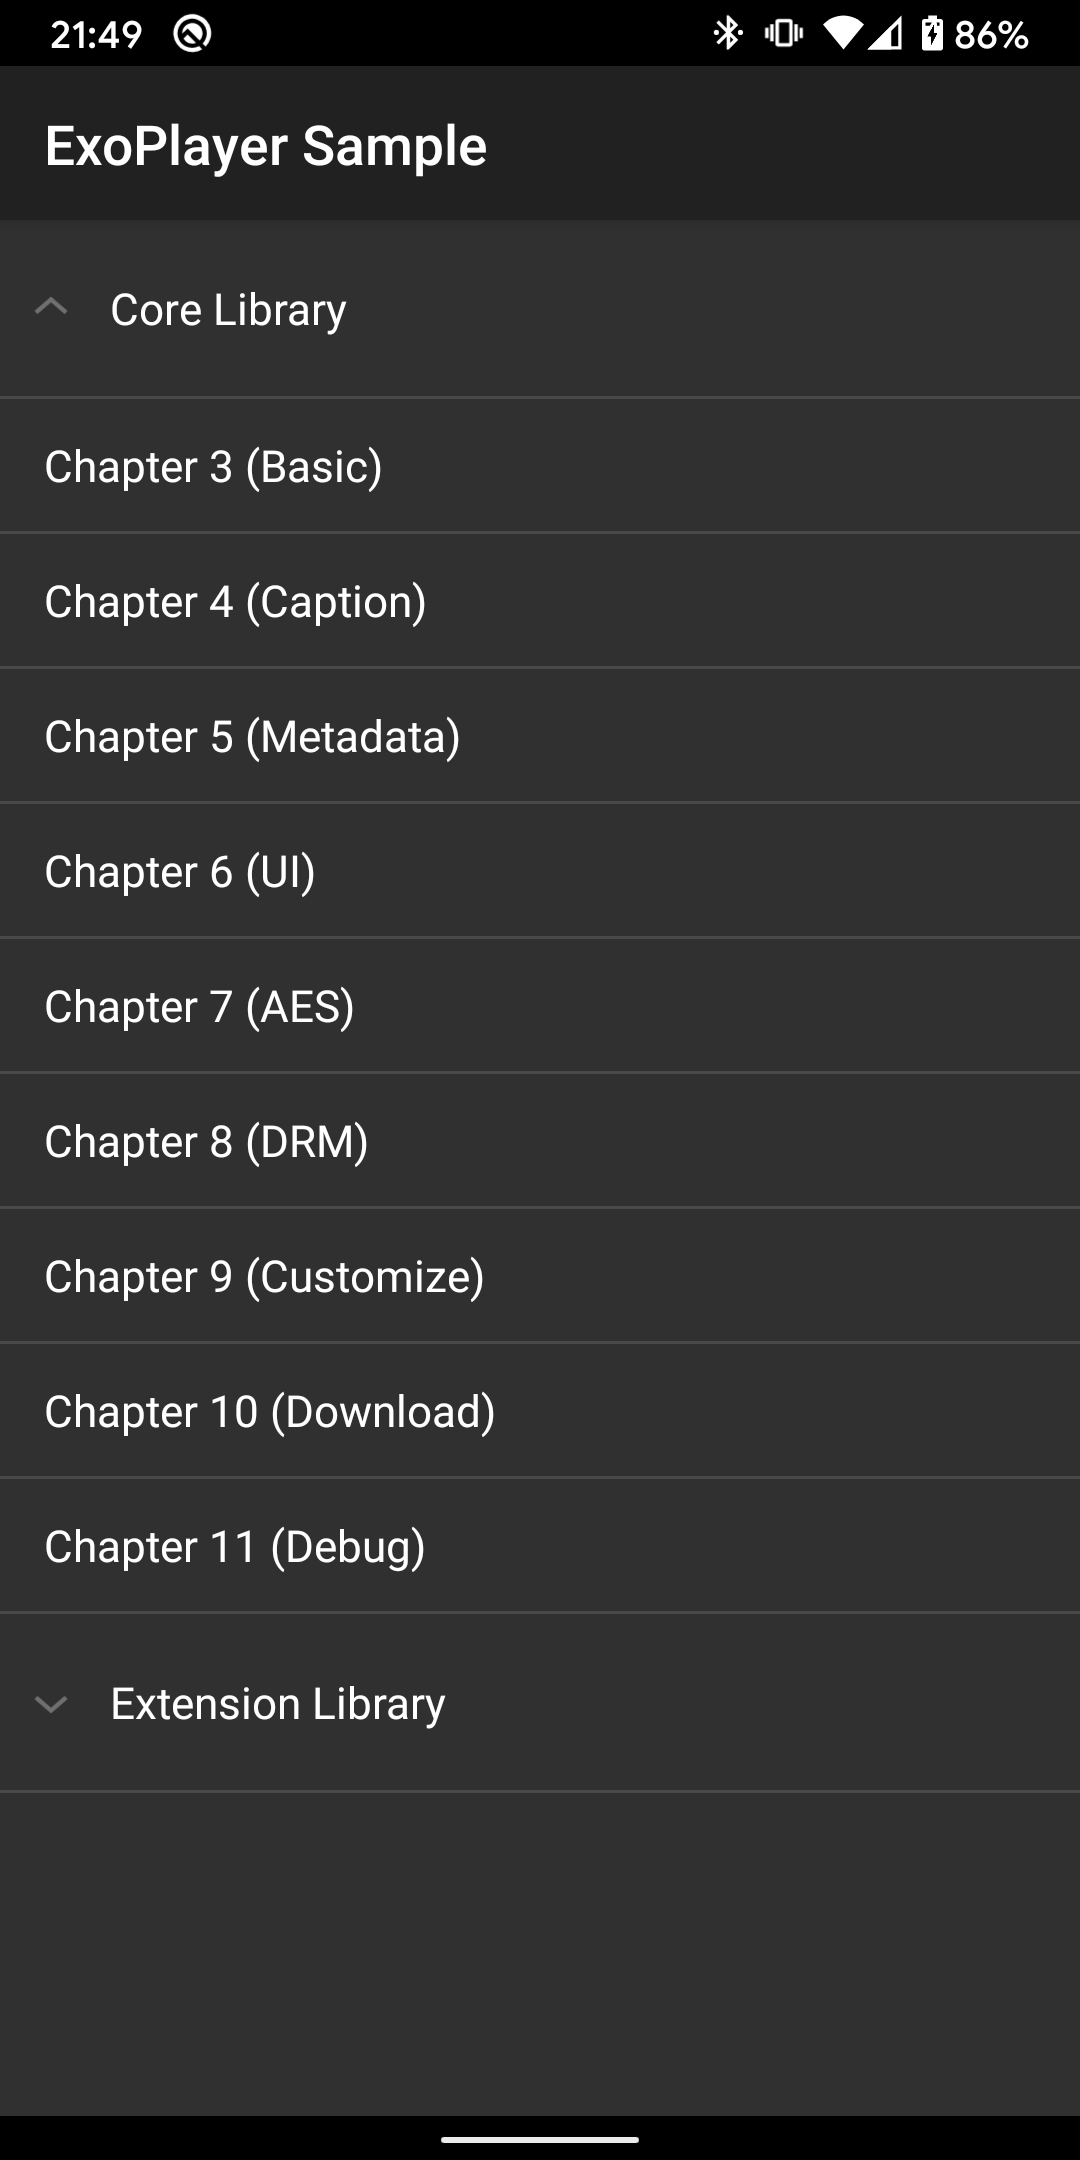 21:49 86%
ExoPlayer Sample
Core Library
Chapter 3 (Basic)
Chapter 4 (Caption)
Chapter 5 (Metadata)
Chapter 6 (UI)
Chapter 7 (AES)
Chapter 8 (DRM)
Chapter 9 (Customize)
Chapter 10 (Download)
Chapter 11 (Debug)
Extension Library